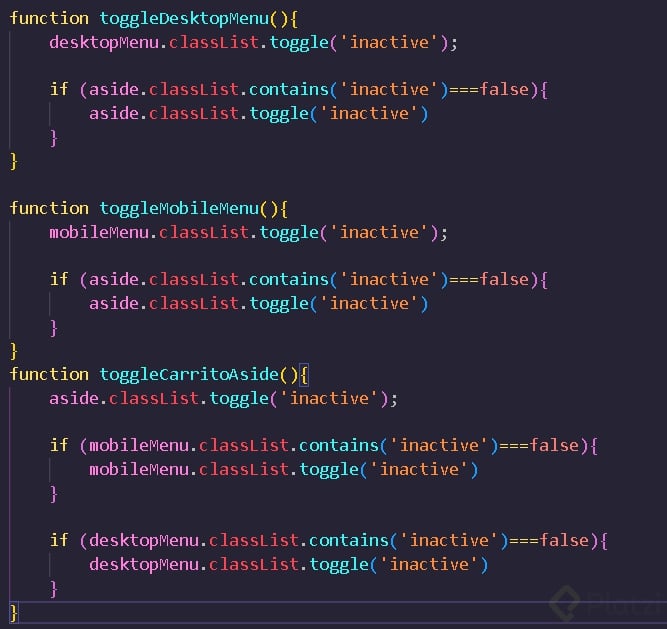 function toggleDesktopMenu(){
    desktopMenu.classList.toggle('inactive');

    if (aside.classList.contains('inactive')===false){
        aside.classList.toggle('inactive')
    }
}

function toggleMobileMenu(){
    mobileMenu.classList.toggle('inactive');

    if (aside.classList.contains('inactive')===false){
        aside.classList.toggle('inactive')
    }
}
function toggleCarritoAside(){
    aside.classList.toggle('inactive');

    if (mobileMenu.classList.contains('inactive')===false){
        mobileMenu.classList.toggle('inactive')
    }

    if (desktopMenu.classList.contains('inactive')===false){
        desktopMenu.classList.toggle('inactive')
    }
}
Platzi